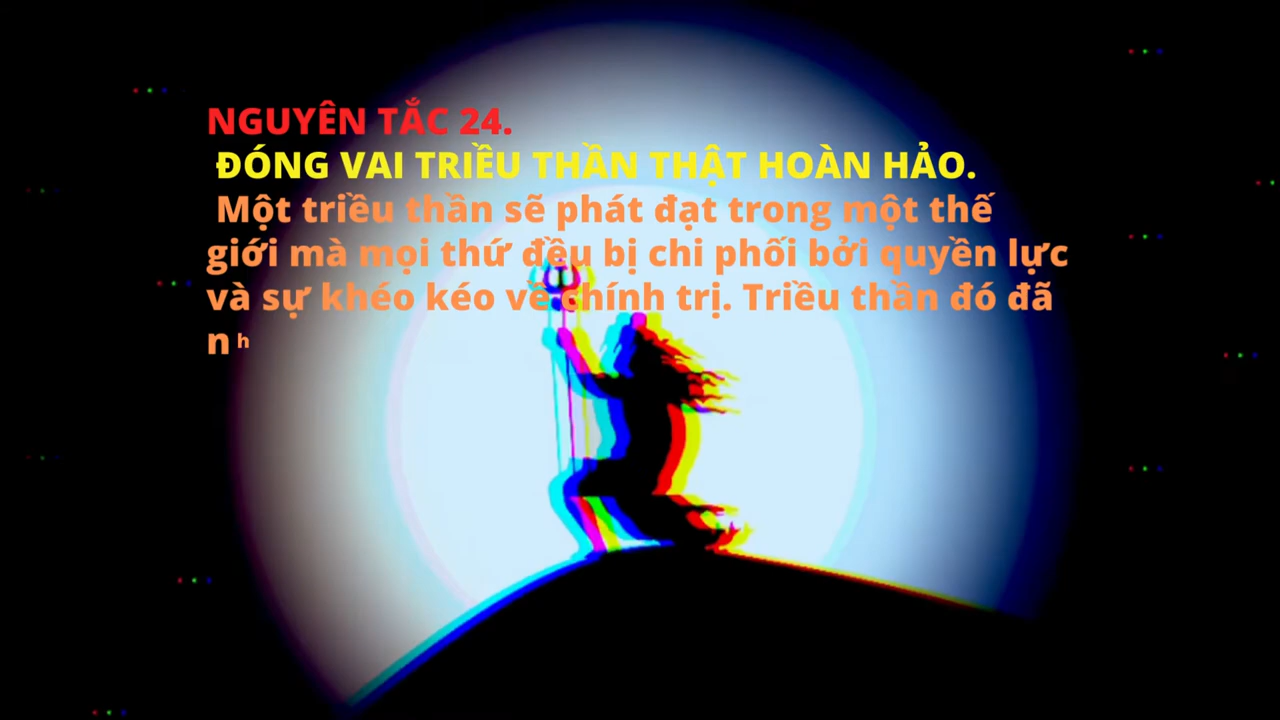 NGUYÊN TẮC 24.
ĐÓNG VAI TRIỀU THẦN THẬT HOÀN HẢO.
Một triều thần sẽ phát đạt trong một thế
giới mà mọi thứ đều bị chi phối bởi quyền lực
và sự khéo kéo về chính trị. Triều thần đó đã
nh